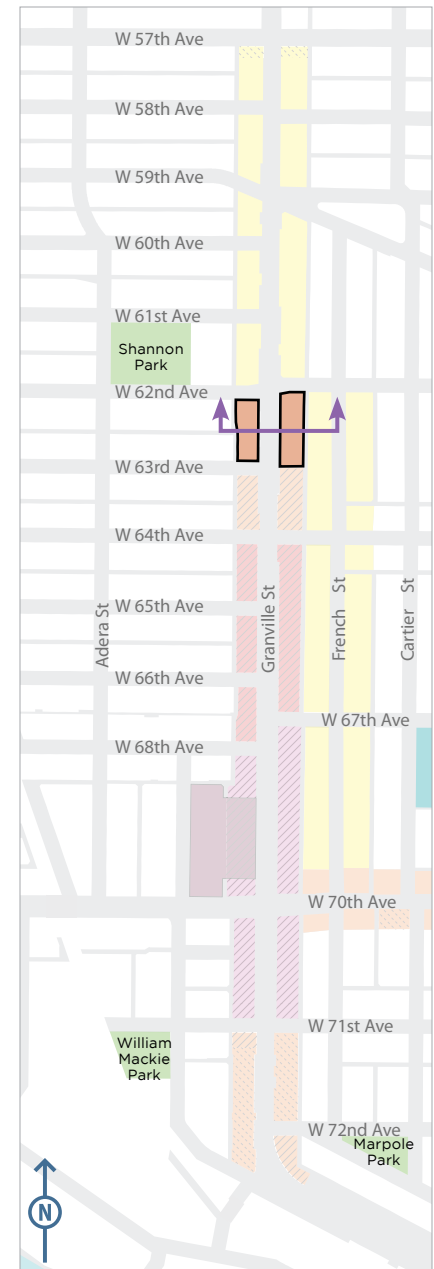 W 57th Ave
W 58th Ave
W 59th Ave
W 60th Ave
W 61st Ave
Shannon
Park
W 62nd Ave
W 63rd Ave
W 64th Ave
Adera St
Granville St
French St
Cartier St
W 65th Ave
W 66th Ave
W 67th Ave
W 68th Ave
W 70th Ave
W 71st Ave
William
Mackie
Park
W 72nd Ave
Marpole
Park
N